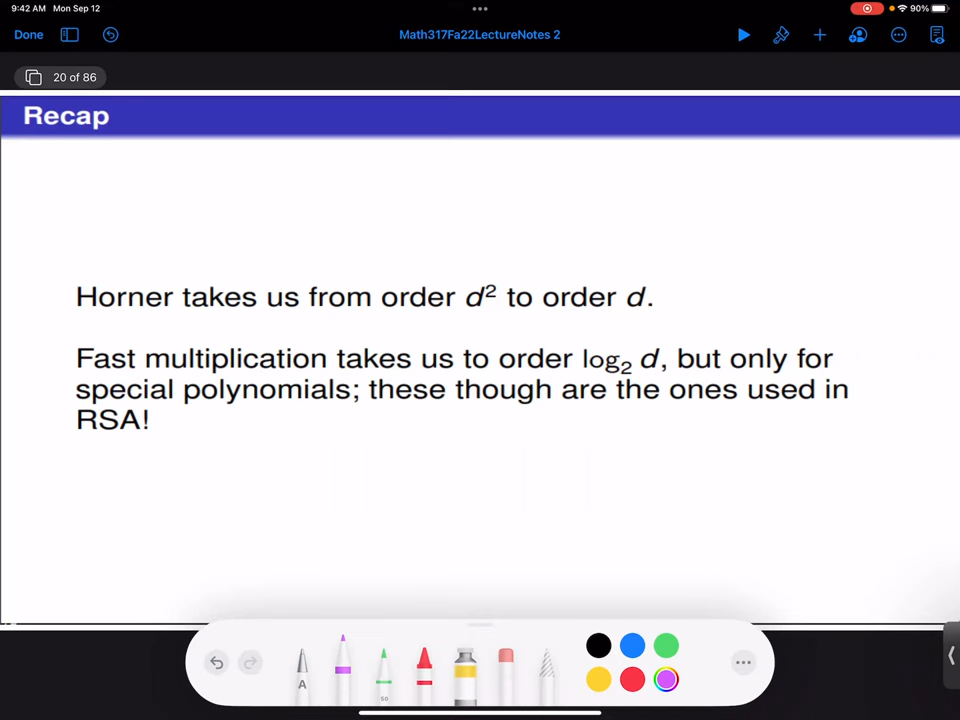 9:42 AM Mon Sep 12
90%
Done
Math317Fa22LectureNotes 2
20 of 86
Recap
Horner takes us from order d² to order d.
Fast multiplication takes us to order log₂ d, but only for
special polynomials; these though are the ones used in
RSA!
A
50